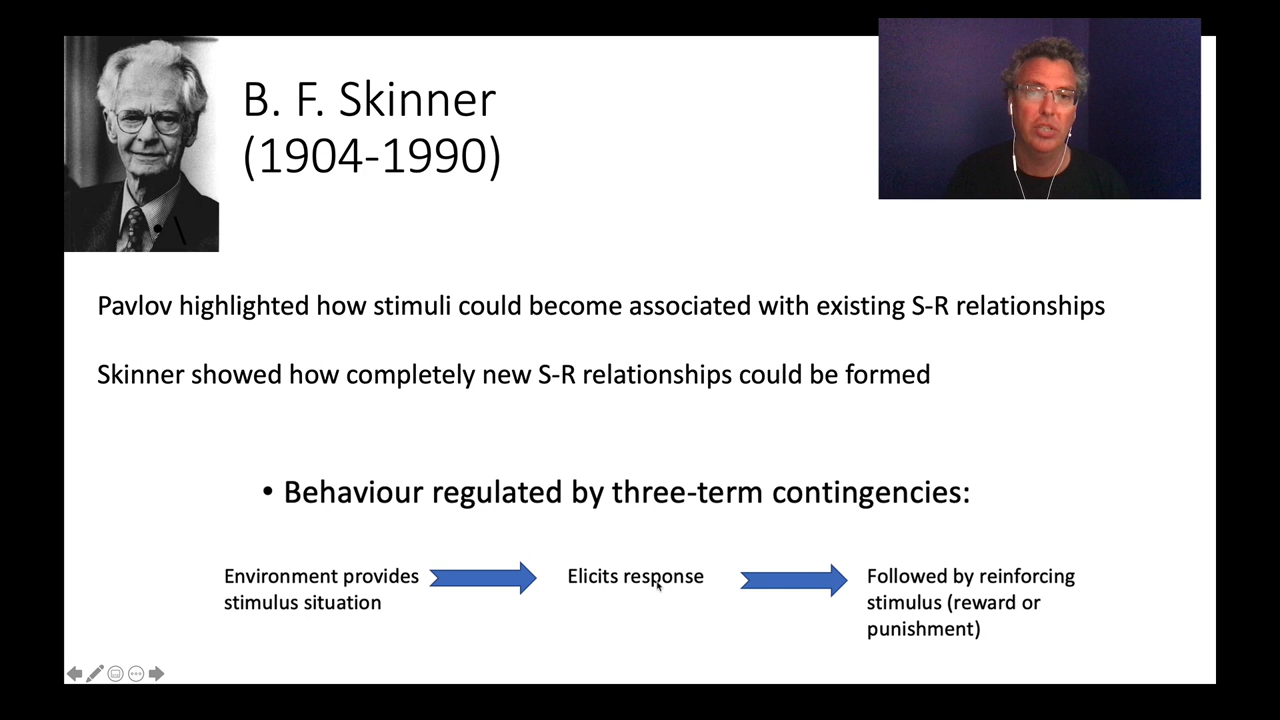 B. F. Skinner
(1904-1990)
Pavlov highlighted how stimuli could become associated with existing S-R relationships
Skinner showed how completely new S-R relationships could be formed
• Behaviour regulated by three-term contingencies:
Environment provides
stimulus situation
Elicits response
Followed by reinforcing
stimulus (reward or
punishment)